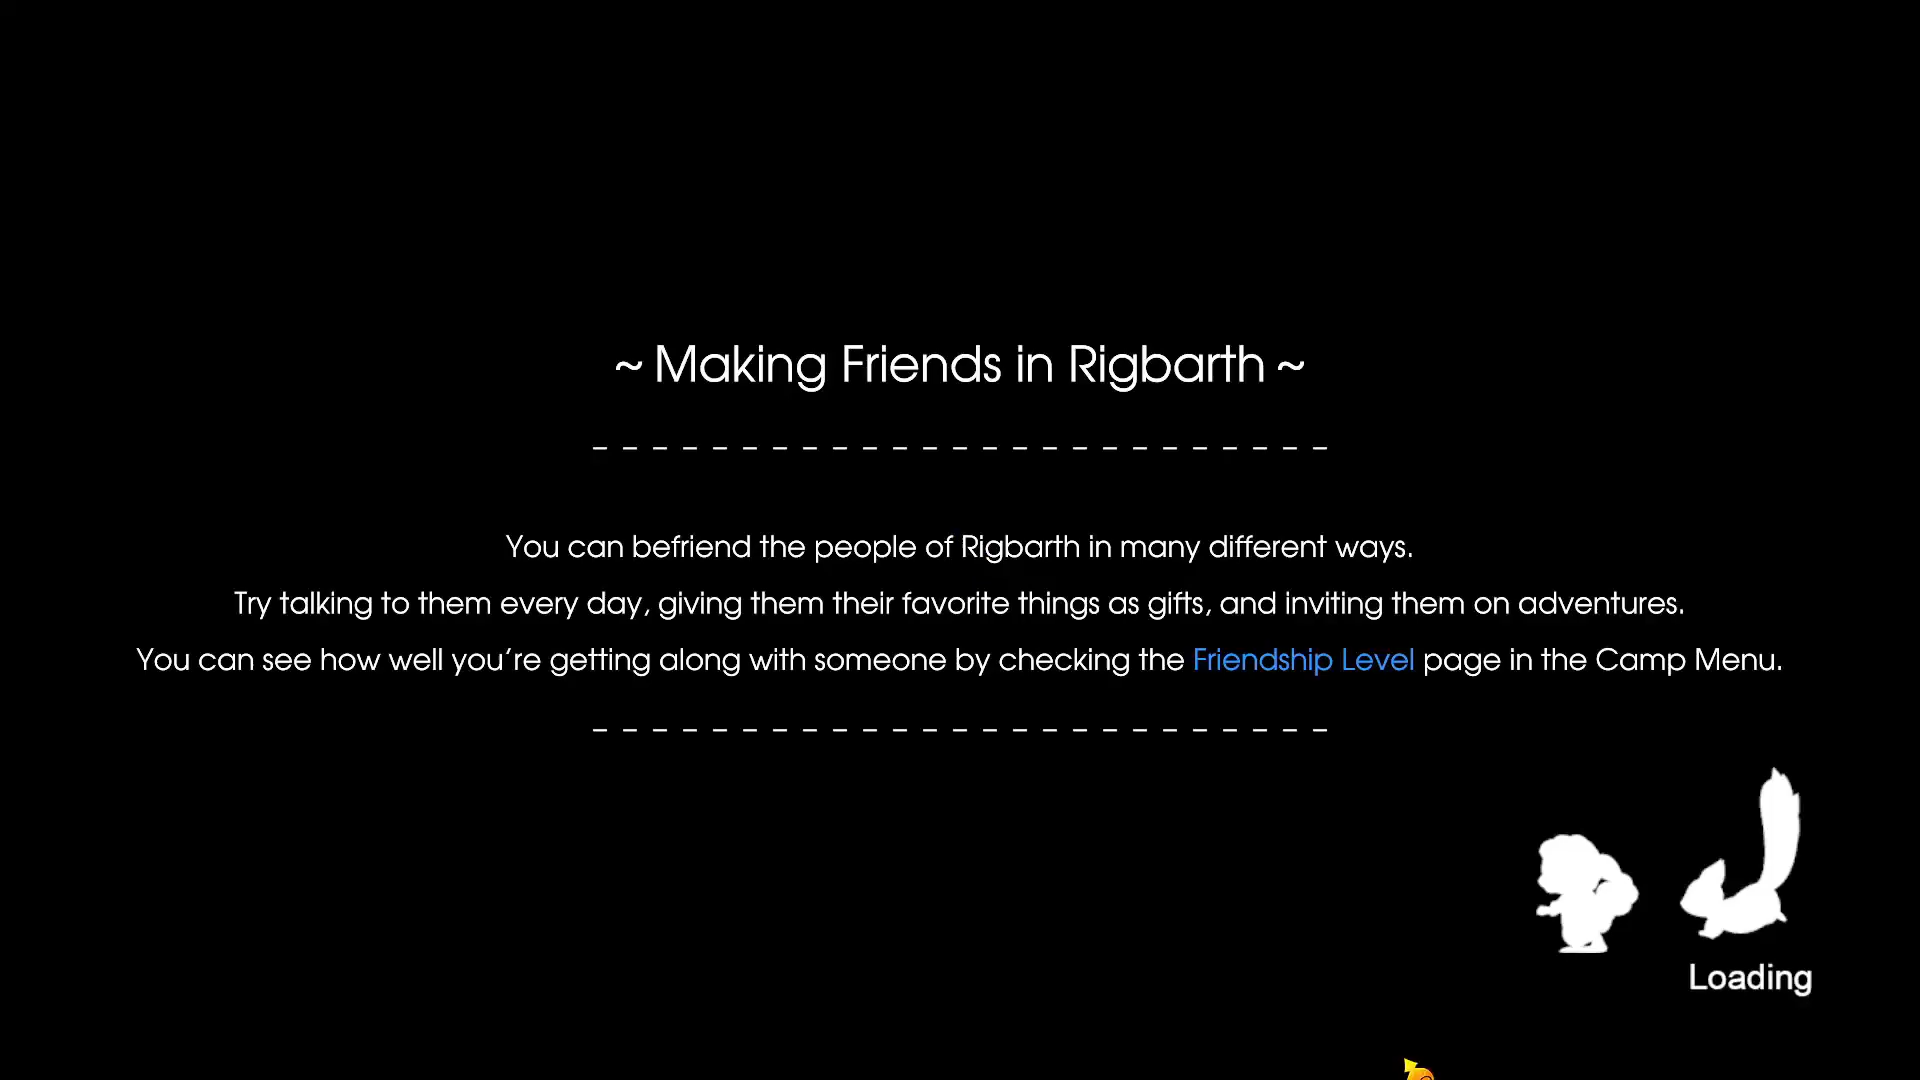 ~ Making Friends in Rigbarth ~
You can befriend the people of Rigbarth in many different ways.
Try talking to them every day, giving them their favorite things as gifts, and inviting them on adventures.
You can see how well you're getting along with someone by checking the Friendship Level page in the Camp Menu.
Loading